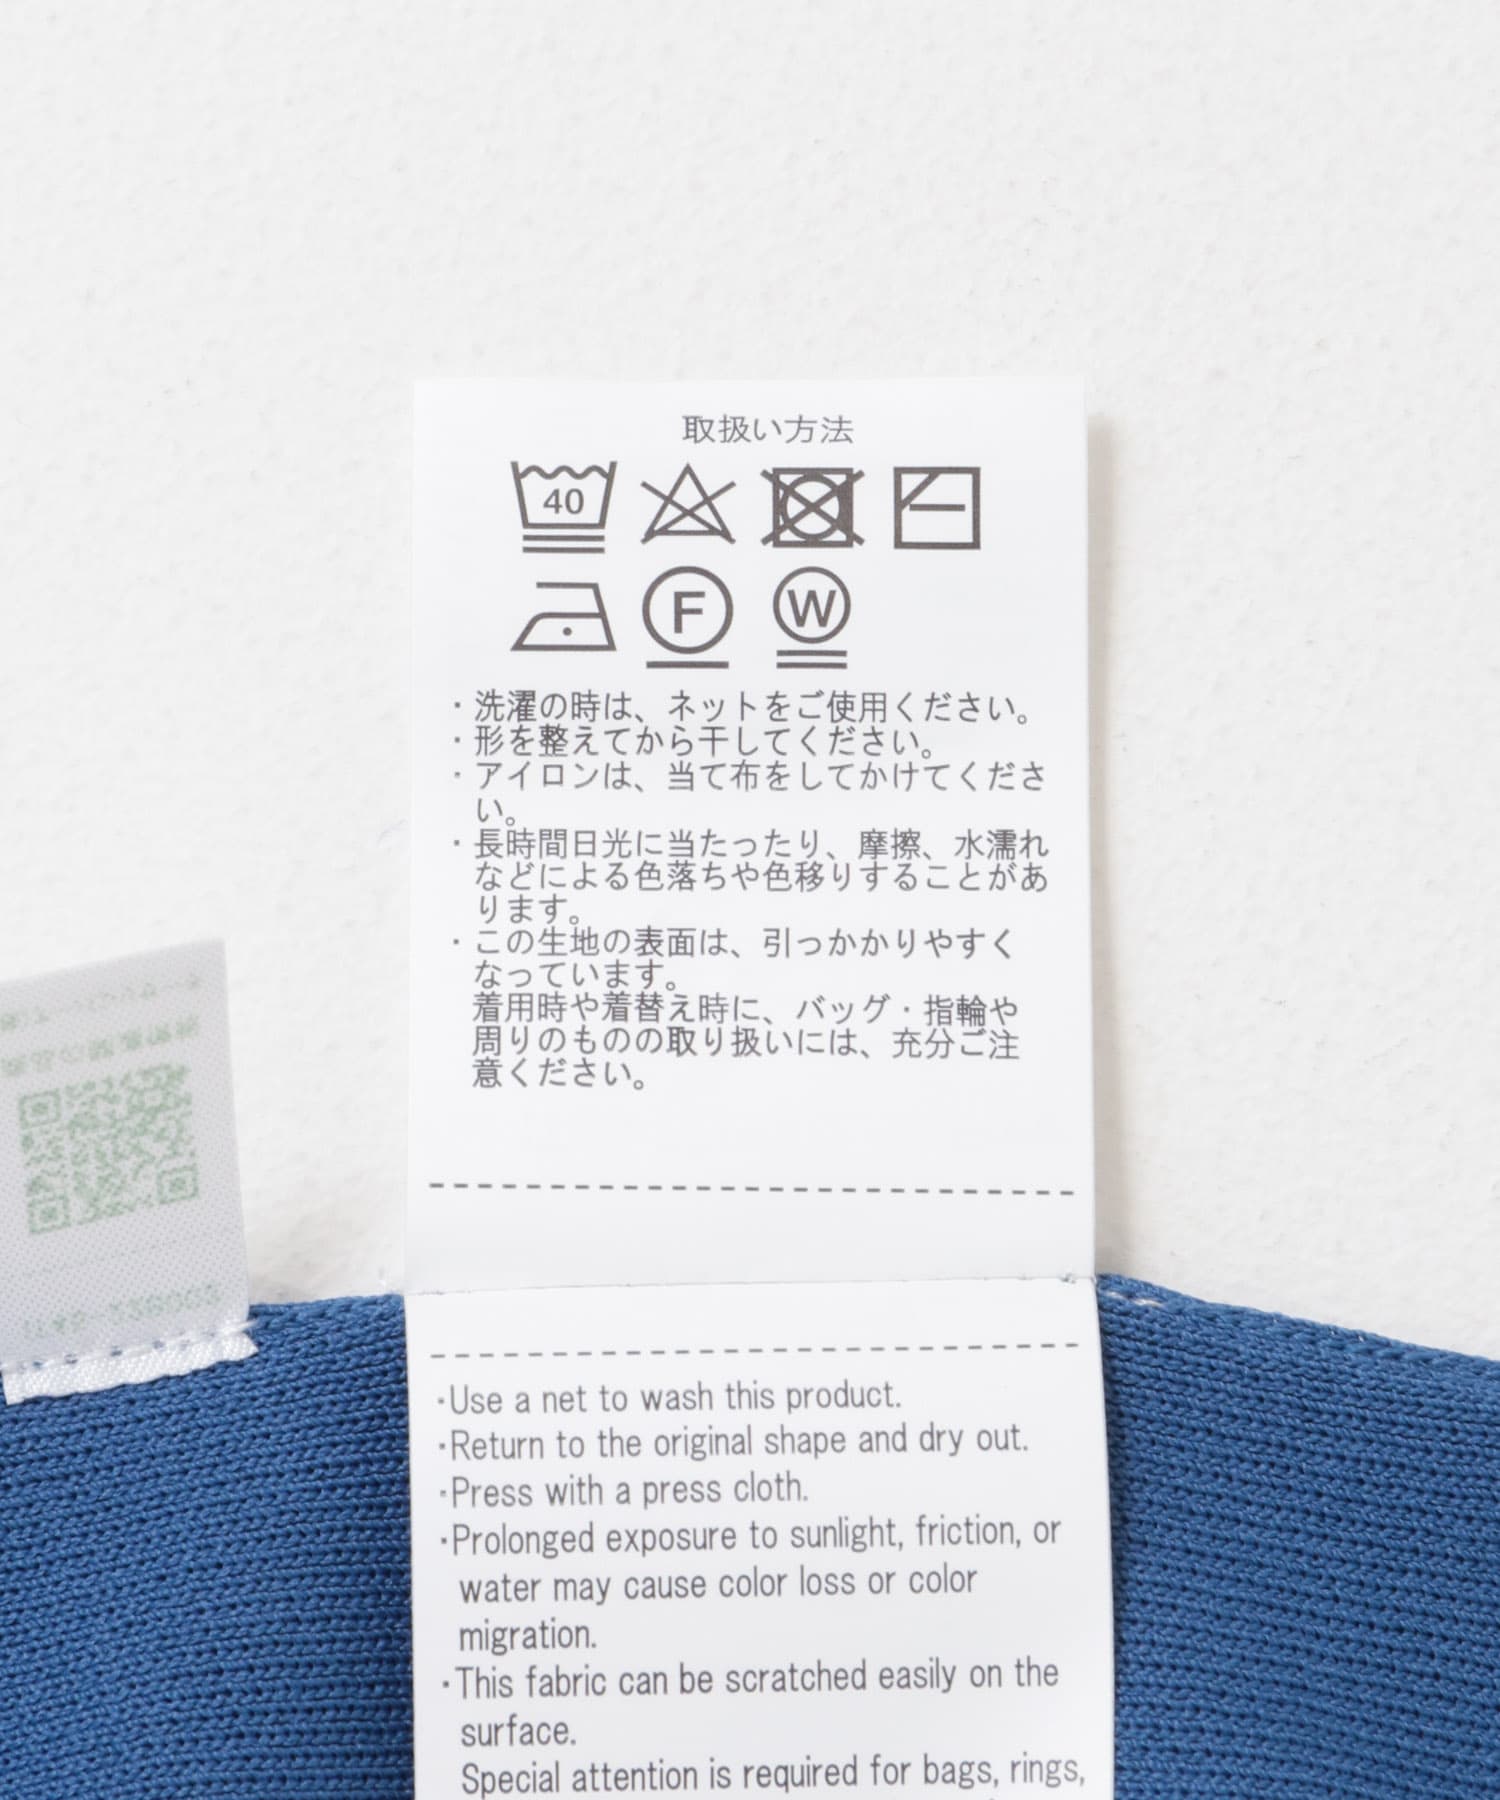 取扱い方法
40
F
W
・洗濯の時は、ネットをご使用ください。
・形を整えてから干してください。
・アイロンは、当て布をしてかけてくださ
い。
・長時間日光に当たったり、摩擦、水濡れ
などによる色落ちや色移りすることがあ
ります。
・この生地の表面は、引っかかりやすく
なっています。
着用時や着替え時に、バッグ・指輪や
周りのものの取り扱いには、充分ご注
意ください。
・Use a net to wash this product.
・Return to the original shape and dry out.
・Press with a press cloth.
・Prolonged exposure to sunlight, friction, or
water may cause color loss or color
migration.
・This fabric can be scratched easily on the
surface.
Special attention is required for bags, rings,